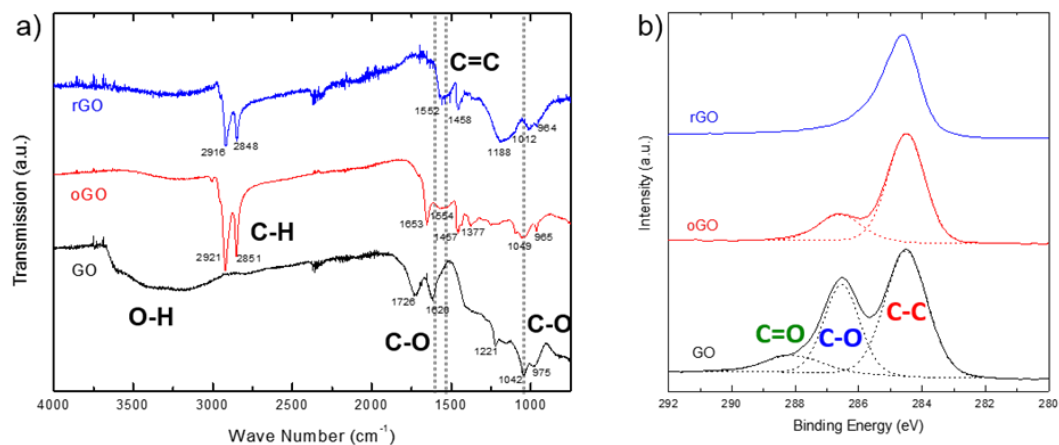 a)
Transmission (a.u.)
rGO
2916
2848
C=C
1552
1458
1188
1012
964
oGO
2921
2851
C-H
1653
1554
1457
1377
1049
965
GO
O-H
1726
1620
C-O
1221
C-O
1042
975
4000 3500 3000 2500 2000 1500 1000
Wave Number (cm⁻¹)
b)
Intensity (a.u.)
rGO
oGO
GO
C=O
C-O
C-C
292 290 288 286 284 282 280
Binding Energy (eV)